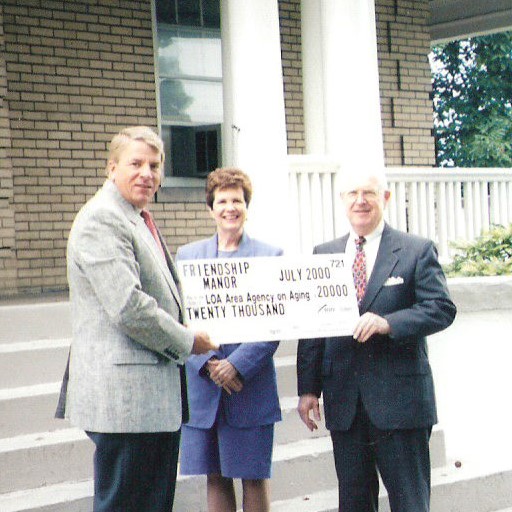 FRIENDSHIP MANOR
JULY 2000
721
LOA Area Agency on Aging
20000
TWENTY THOUSAND